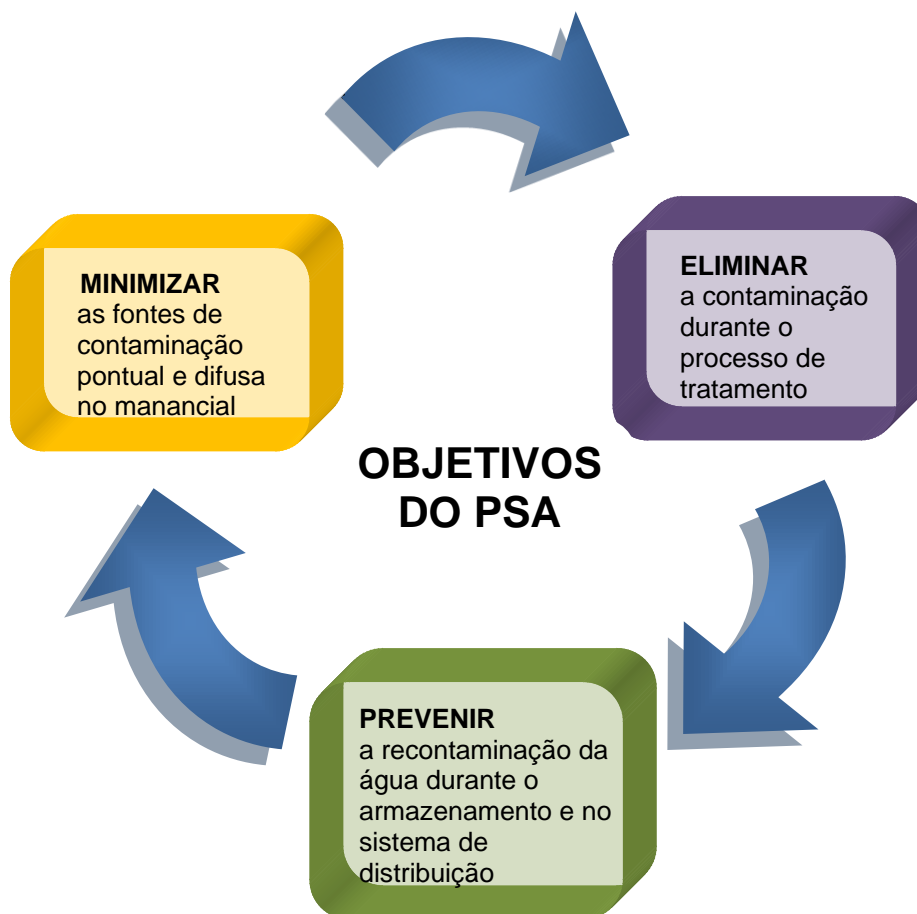 MINIMIZAR
as fontes de
contaminação
pontual e difusa
no manancial
ELIMINAR
a contaminação
durante o
processo de
tratamento
OBJETIVOS
DO PSA
PREVENIR
a recontaminação da
água durante o
armazenamento e no
sistema de
distribuição